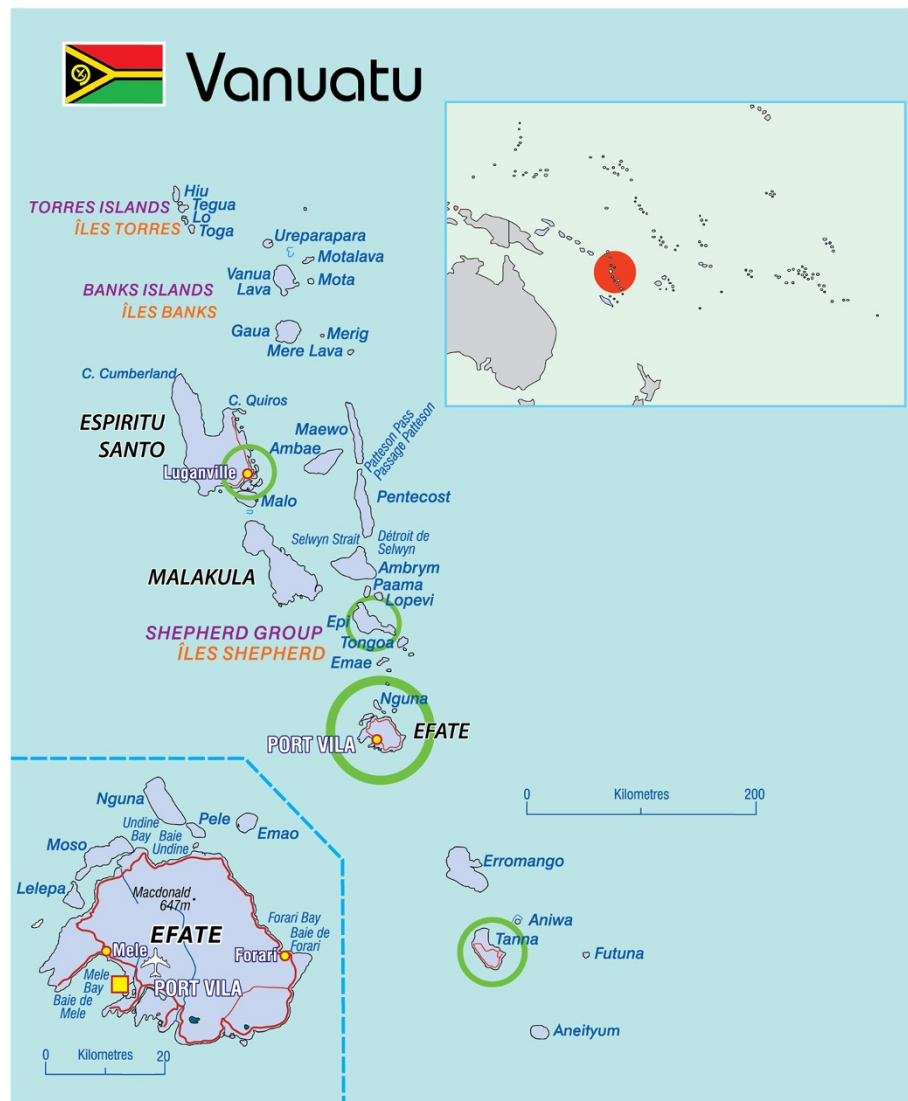 Vanuatu
Hiu
Tegua
Lo
Toga
TORRES ISLANDS
ÎLES TORRES
Ureparapara
Motalava
Vanua
Lava
Mota
BANKS ISLANDS
ÎLES BANKS
Gaua
Merig
Mere Lava
C. Cumberland
C. Quiros
ESPIRITU
SANTO
Maewo
Ambae
Patteson Pass
Passage Patteson
Luganville
Malo
Pentecost
Selwyn Strait
Détroit de
Selwyn
MALAKULA
Ambrym
Paama
Lopevi
Epi
SHEPHERD GROUP
ÎLES SHEPHERD
Tongoa
Emae
Nguna
EFATE
PORT VILA
0 Kilometres 200
Erromango
Aniwa
Tanna
Futuna
Aneityum
Nguna
Undine
Bay
Baie
Undine
Pele
Emao
Moso
Lelepa
Macdonald
647m
EFATE
Forari Bay
Baie de
Forari
Mele
Forari
Mele
Bay
Baie de
Mele
PORT VILA
0 Kilometres 20